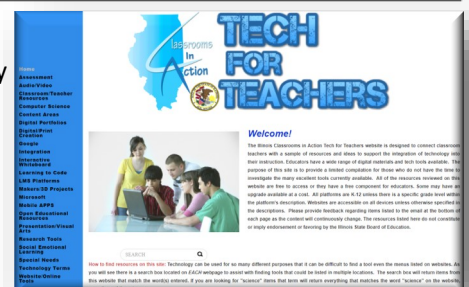 Home
Assessment
Audio/Video
Classroom/Teacher
Resources
Computer Science
Content Areas
Digital Portfolios
Digital/Print
Creation
Google
Integration
Interactive
Whiteboard
Learning to Code
LMS Platforms
Makers/3D Projects
Microsoft
Mobile APPS
Open Educational
Resources
Presentation/Visual
Arts
Research Tools
Social Emotional
Learning
Special Needs
Technology Terms
Website/Online
Tools
Classrooms
In
Action
TECH
FOR
TEACHERS
Welcome!
The Illinois Classrooms in Action Tech for Teachers website is designed to connect classroom
teachers with a sample of resources and ideas to support the integration of technology into
their instruction. Educators have a wide range of digital materials and tech tools available. The
purpose of this site is to provide a limited compilation for those who do not have the time to
investigate the many excellent tools currently available. All of the resources reviewed on this
website are free to access or they have a free component for educators. Some may have an
upgrade available at a cost. All platforms are K-12 unless there is a specific grade level within
the platform's description. Websites are accessible on all devices unless otherwise specified in
the descriptions. Please provide feedback regarding items listed to the email at the bottom of
each page as the content will continuously change. The resources listed here do not constitute
or imply endorsement or favoring by the Illinois State Board of Education.
SEARCH
How to find resources on this site: Technology can be used for so many different purposes that it can be difficult to find a tool even the menus listed on websites. As
you will see there is a search box located on EACH webpage to assist with finding tools that could be listed in multiple locations. The search box will return items from
this website that match the word(s) entered. If you are looking for "science" items that term will return everything that matches the word "science" on the website.